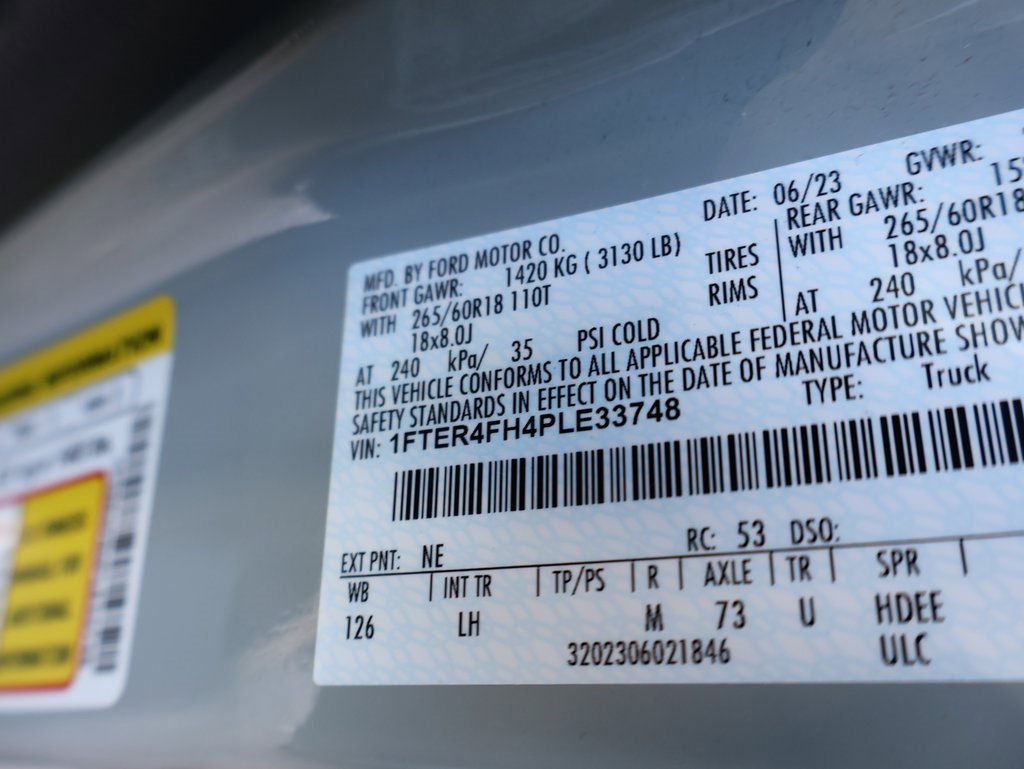 DATE: 06/23 GVWR:
MFD. BY FORD MOTOR CO.
FRONT GAWR: 1420 KG ( 3130 LB) TIRES REAR GAWR:
WITH 265/60R18 110T RIMS WITH 265/60R18
18x8.0J 18x8.0J
AT 240 kPa/ 35 PSI COLD AT 240 kPa/
THIS VEHICLE CONFORMS TO ALL APPLICABLE FEDERAL MOTOR
SAFETY STANDARDS IN EFFECT ON THE DATE OF MANUFACTURE
VIN: 1FTER4FH4PLE33748 TYPE: Truck
EXT PNT: NE RC: 53 DSO:
WB INT TR TP/PS R AXLE TR SPR
126 LH M 73 U HDEE
3202306021846 ULC